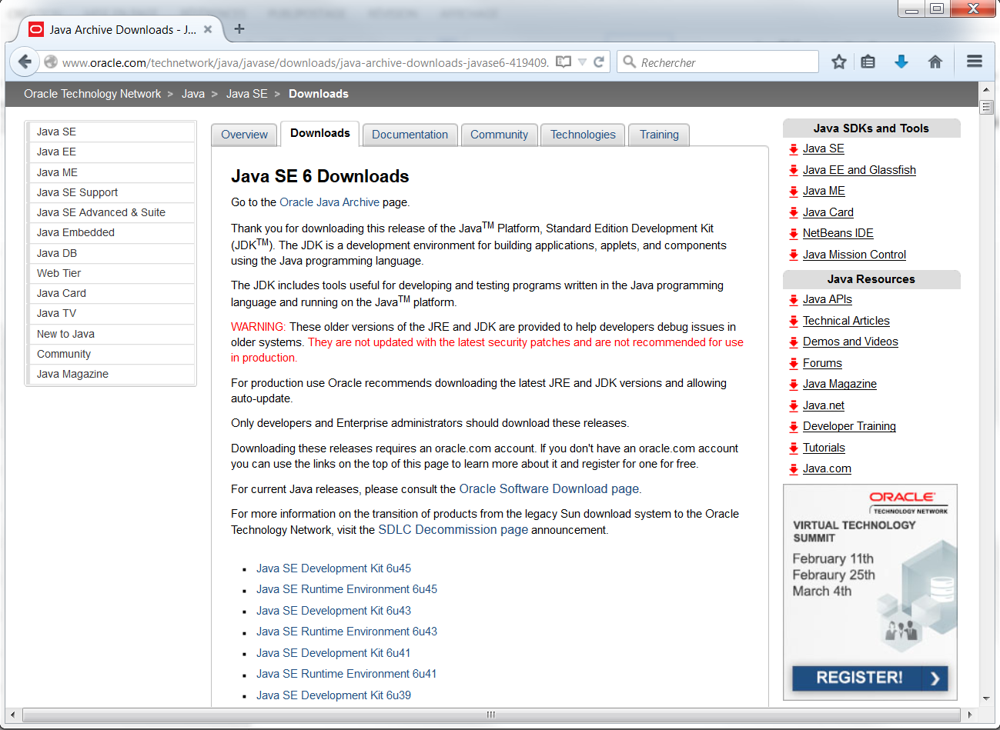 Java Archive Downloads - J...
www.oracle.com/technetwork/java/javase/downloads/java-archive-downloads-javase6-419409.
Rechercher
Oracle Technology Network > Java > Java SE > Downloads
Java SE
Java EE
Java ME
Java SE Support
Java SE Advanced & Suite
Java Embedded
Java DB
Web Tier
Java Card
Java TV
New to Java
Community
Java Magazine
Overview
Downloads
Documentation
Community
Technologies
Training
Java SE 6 Downloads
Go to the Oracle Java Archive page.
Thank you for downloading this release of the Java™ Platform, Standard Edition Development Kit
(JDK™). The JDK is a development environment for building applications, applets, and components
using the Java programming language.
The JDK includes tools useful for developing and testing programs written in the Java programming
language and running on the Java™ platform.
WARNING: These older versions of the JRE and JDK are provided to help developers debug issues in
older systems. They are not updated with the latest security patches and are not recommended for use
in production.
For production use Oracle recommends downloading the latest JRE and JDK versions and allowing
auto-update.
Only developers and Enterprise administrators should download these releases.
Downloading these releases requires an oracle.com account. If you don't have an oracle.com account
you can use the links on the top of this page to learn more about it and register for one for free.
For current Java releases, please consult the Oracle Software Download page.
For more information on the transition of products from the legacy Sun download system to the Oracle
Technology Network, visit the SDLC Decommission page announcement.
Java SE Development Kit 6u45
Java SE Runtime Environment 6u45
Java SE Development Kit 6u43
Java SE Runtime Environment 6u43
Java SE Development Kit 6u41
Java SE Runtime Environment 6u41
Java SE Development Kit 6u39
Java SDKs and Tools
Java SE
Java EE and Glassfish
Java ME
Java Card
NetBeans IDE
Java Mission Control
Java Resources
Java APIs
Technical Articles
Demos and Videos
Forums
Java Magazine
Java.net
Developer Training
Tutorials
Java.com
ORACLE
TECHNOLOGY NETWORK
VIRTUAL TECHNOLOGY
SUMMIT
February 11th
Febraury 25th
March 4th
REGISTER!